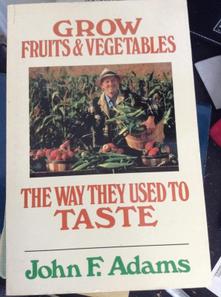 GROW
FRUITS & VEGETABLES
THE WAY THEY USED TO
TASTE
John F. Adams